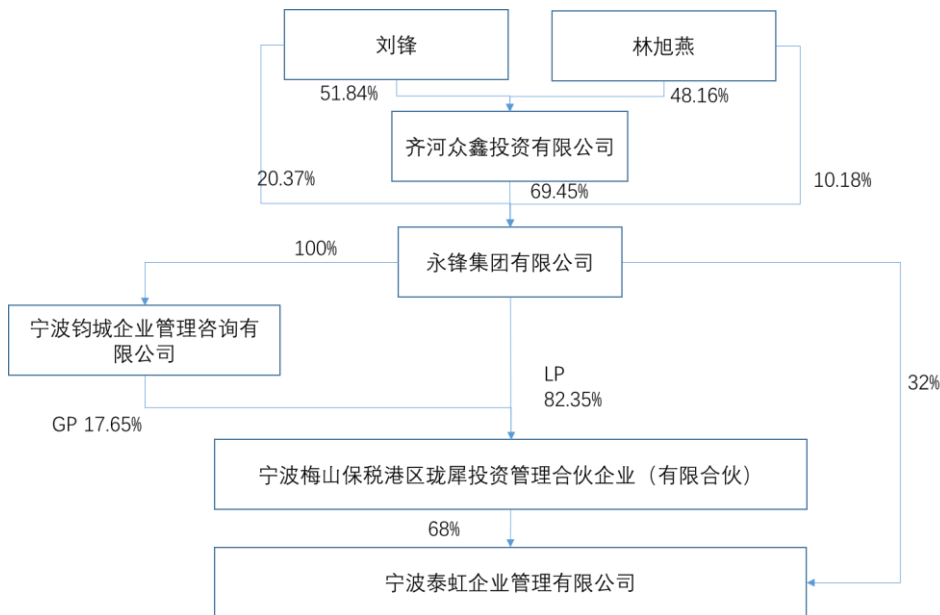 刘锋
林旭燕
51.84%
48.16%
齐河众鑫投资有限公司
20.37%
69.45%
10.18%
100%
永锋集团有限公司
宁波钧城企业管理咨询有
限公司
LP
82.35%
32%
GP 17.65%
宁波梅山保税港区珑犀投资管理合伙企业（有限合伙）
68%
宁波泰虹企业管理有限公司